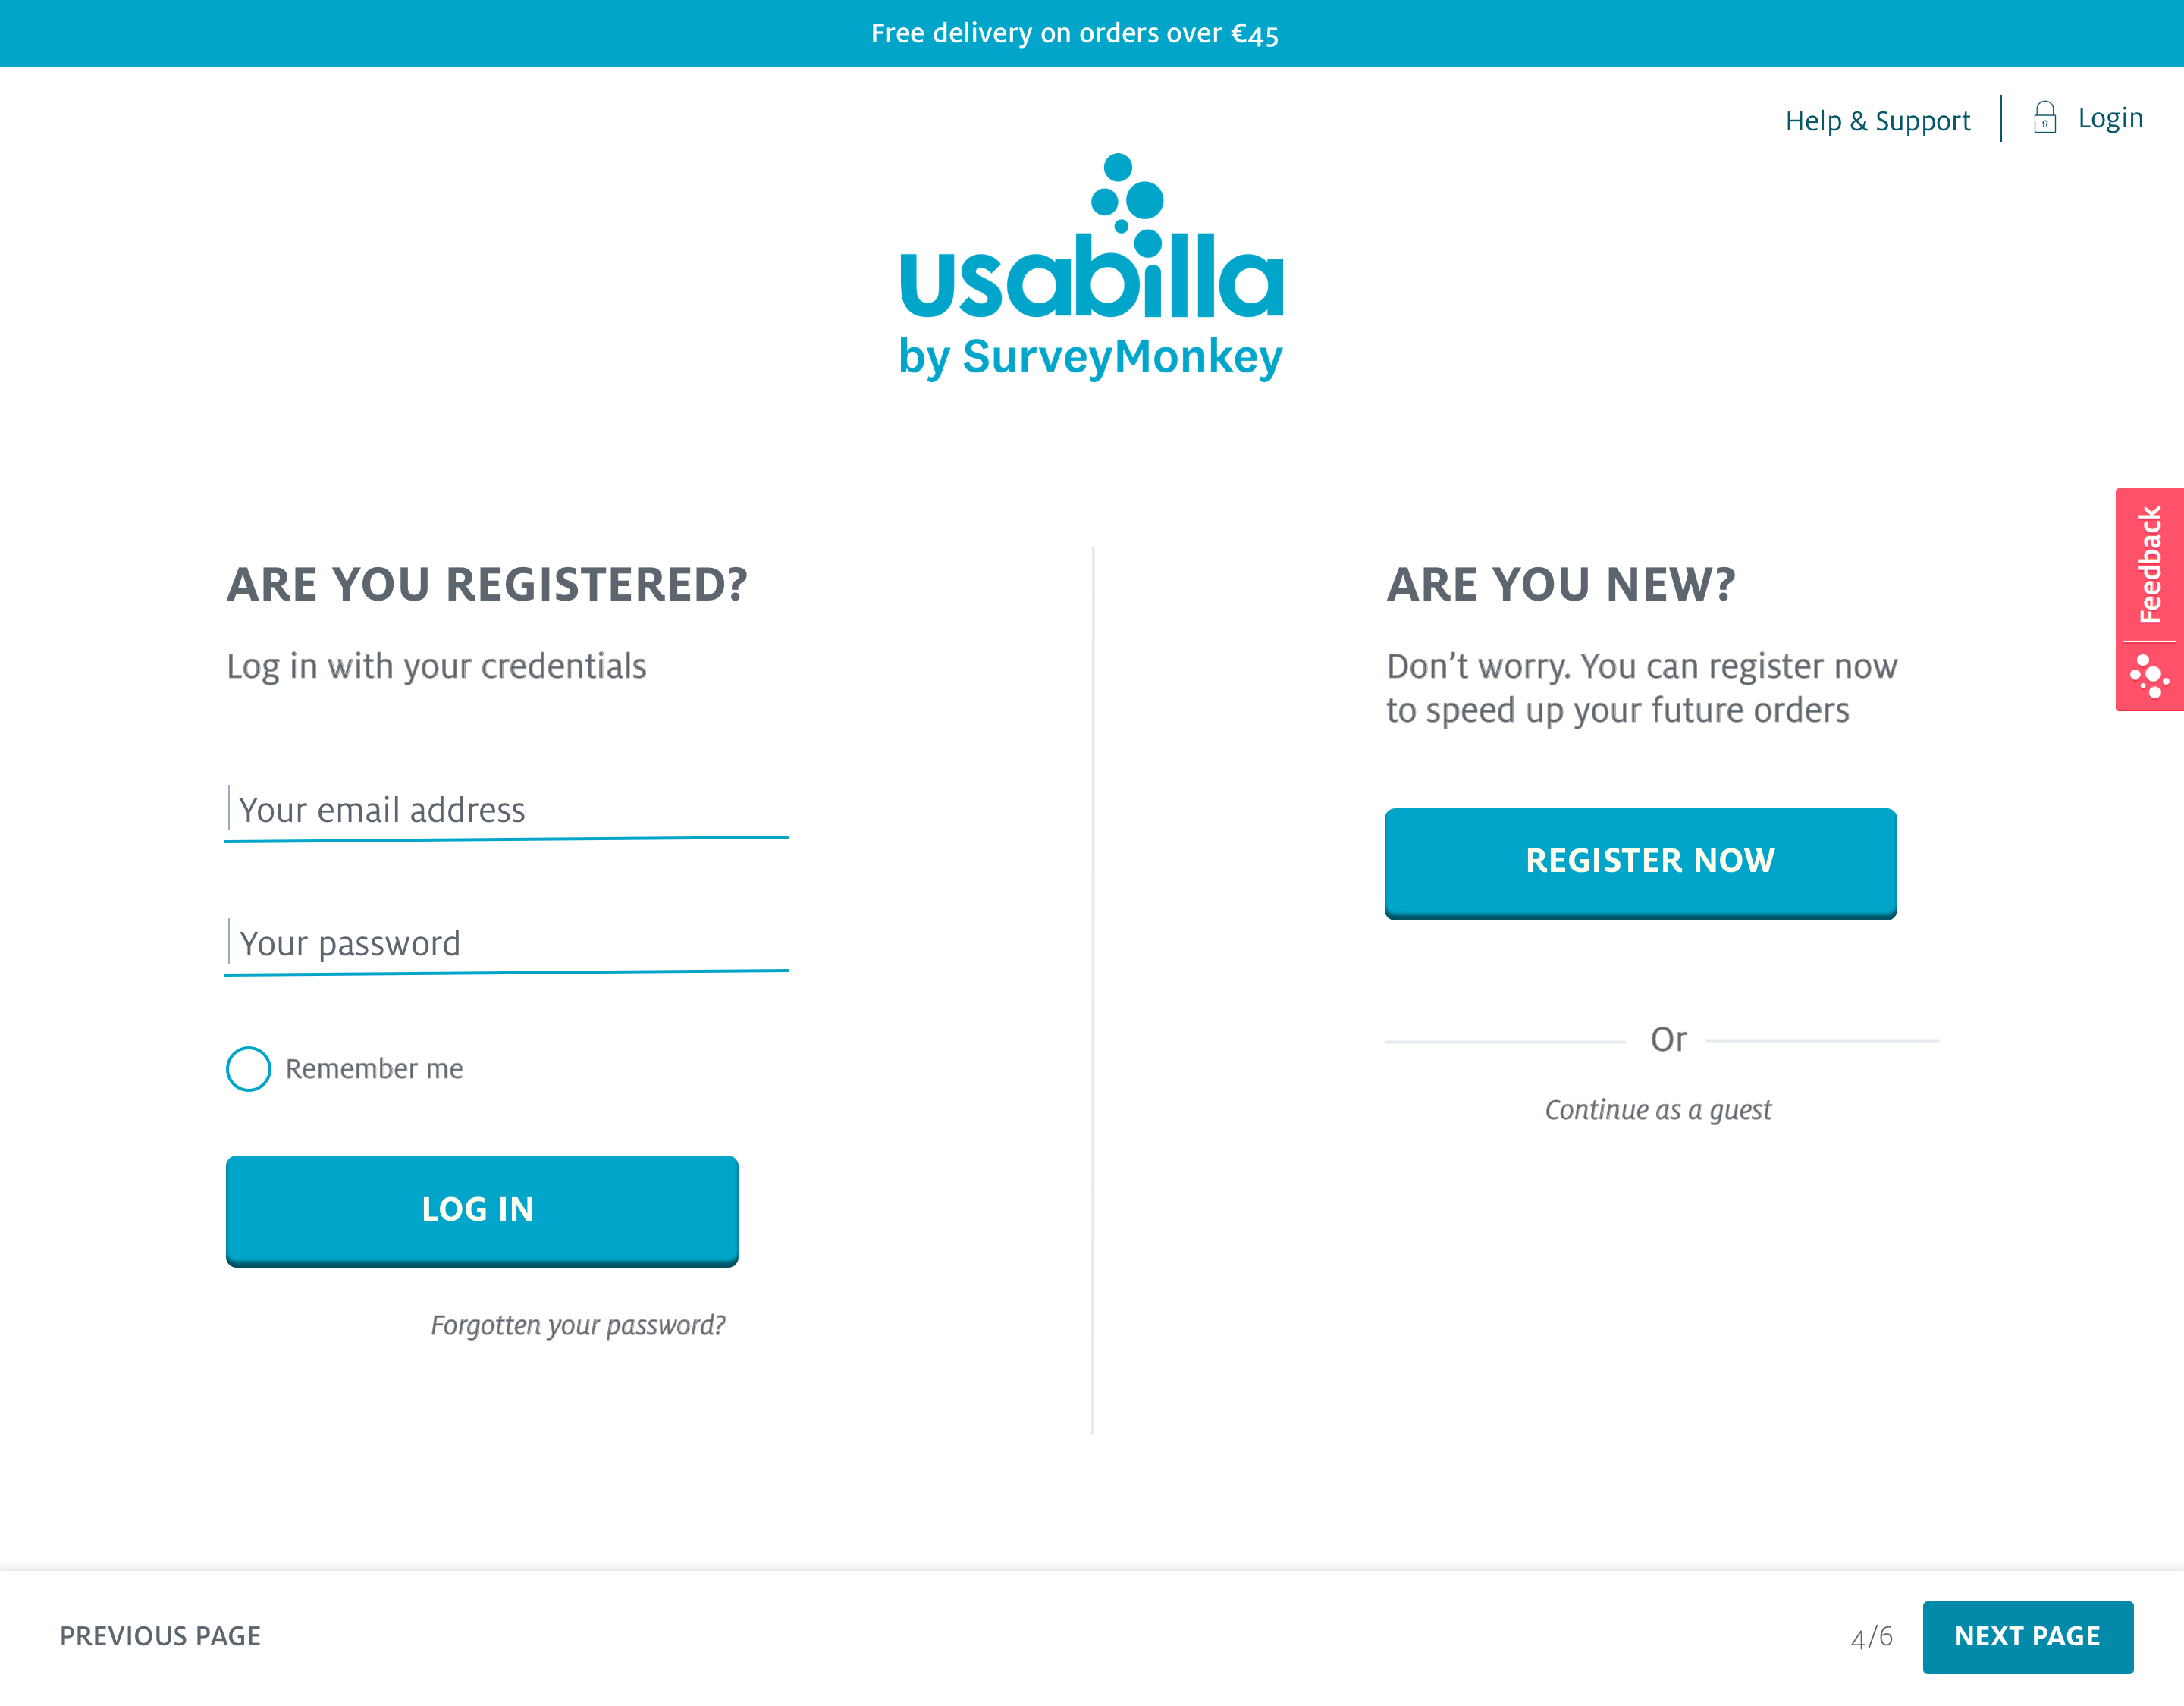 Free delivery on orders over €45
Help & Support
Login
usabilla
by SurveyMonkey
ARE YOU REGISTERED?
Log in with your credentials
Your email address
Your password
Remember me
LOG IN
Forgotten your password?
ARE YOU NEW?
Don’t worry. You can register now
to speed up your future orders
REGISTER NOW
Or
Continue as a guest
Feedback
PREVIOUS PAGE
4/6
NEXT PAGE